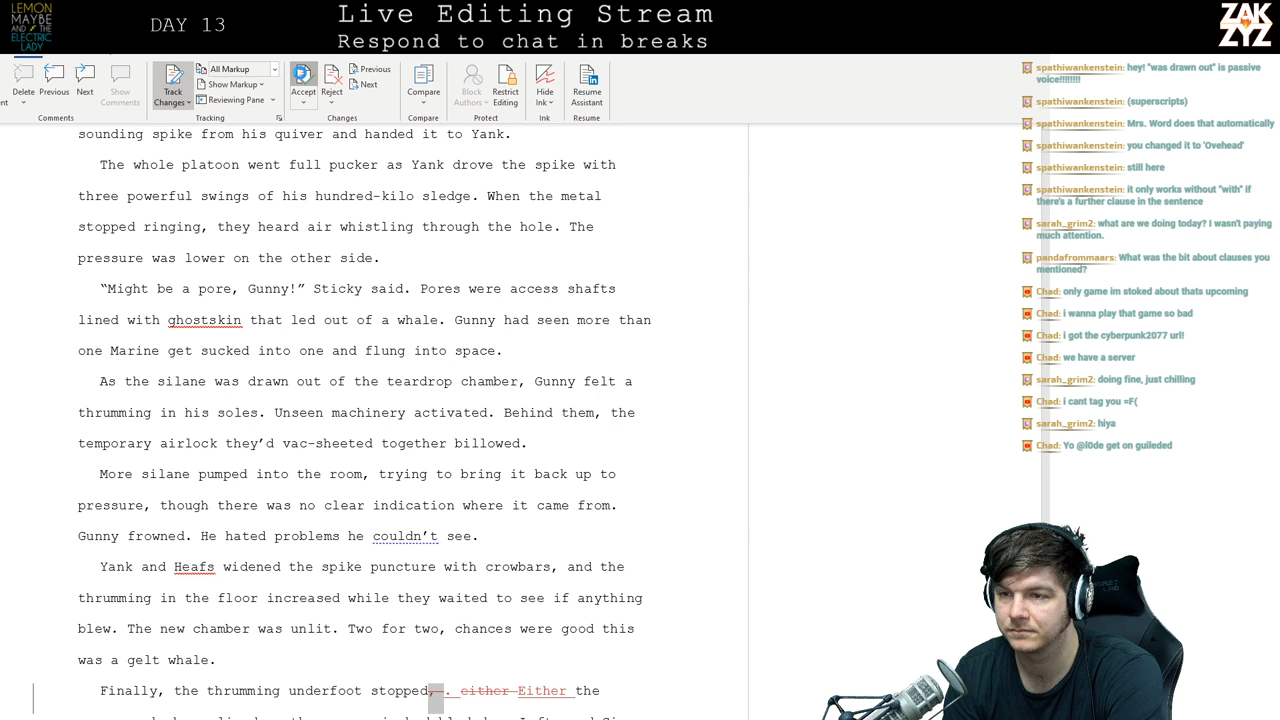 LEMON
MAYBE
AND THE
ELECTRIC
LADY
DAY 13
Live Editing Stream
Respond to chat in breaks
ZAK
ZYZ
Delete
Previous
Next
Show
Comments
Comments
Track
Changes
All Markup
Show Markup
Reviewing Pane
Tracking
Accept
Reject
Previous
Next
Changes
Compare
Compare
Block
Authors
Restrict
Editing
Protect
Hide
Ink
Ink
Resume
Assistant
Resume
sounding spike from his quiver and handed it to Yank.
The whole platoon went full pucker as Yank drove the spike with
three powerful swings of his hundred-kilo sledge. When the metal
stopped ringing, they heard air whistling through the hole. The
pressure was lower on the other side.
“Might be a pore, Gunny!” Sticky said. Pores were access shafts
lined with ghostskin that led out of a whale. Gunny had seen more than
one Marine get sucked into one and flung into space.
As the silane was drawn out of the teardrop chamber, Gunny felt a
thrumming in his soles. Unseen machinery activated. Behind them, the
temporary airlock they’d vac-sheeted together billowed.
More silane pumped into the room, trying to bring it back up to
pressure, though there was no clear indication where it came from.
Gunny frowned. He hated problems he couldn’t see.
Yank and Heafs widened the spike puncture with crowbars, and the
thrumming in the floor increased while they waited to see if anything
blew. The new chamber was unlit. Two for two, chances were good this
was a gelt whale.
Finally, the thrumming underfoot stopped, . either Either the
spathiwankenstein: hey! "was drawn out" is passive
voice!!!!!!!!
spathiwankenstein: (superscripts)
spathiwankenstein: Mrs. Word does that automatically
spathiwankenstein: you changed it to 'Ovehead'
spathiwankenstein: still here
spathiwankenstein: it only works without "with" if
there's a further clause in the sentence
sarah_grim2: what are we doing today? I wasn't paying
much attention.
pandafrommaars: What was the bit about clauses you
mentioned?
Chad: only game im stoked about thats upcoming
Chad: i wanna play that game so bad
Chad: i got the cyberpunk2077 url!
Chad: we have a server
sarah_grim2: doing fine, just chilling
Chad: i cant tag you =F(
sarah_grim2: hiya
Chad: Yo @l0de get on guileded